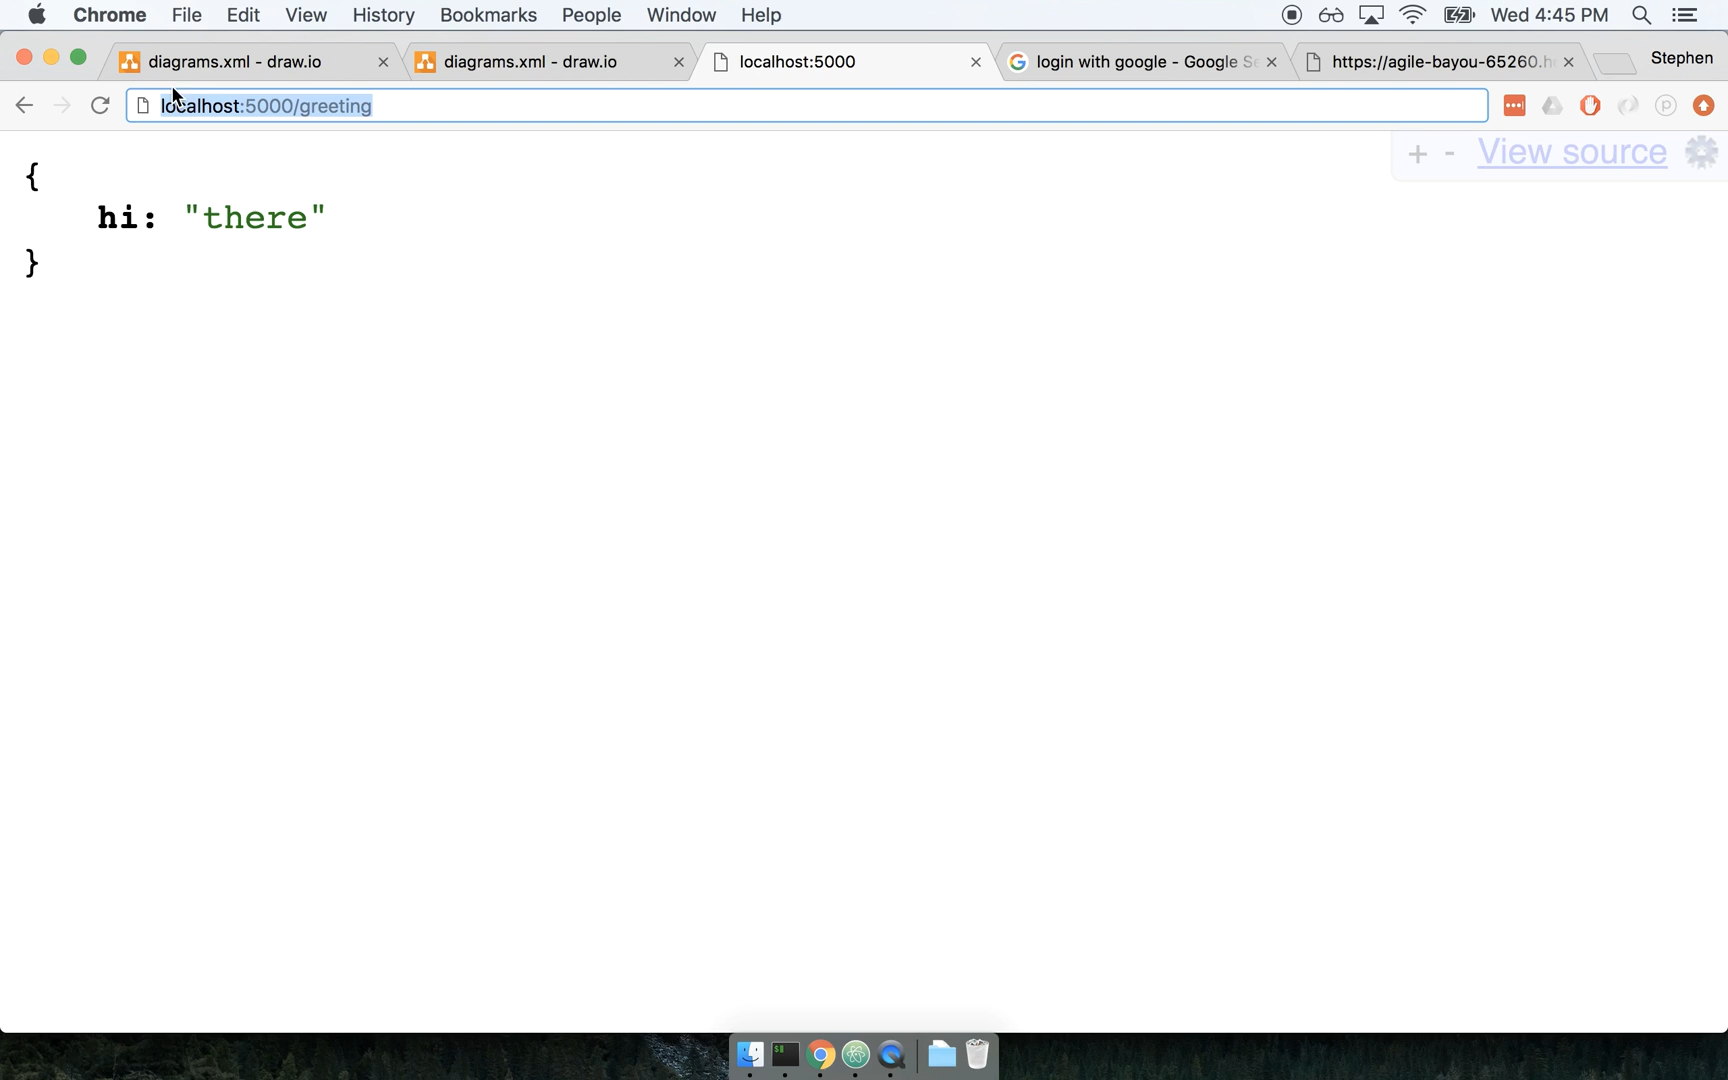 Chrome File Edit View History Bookmarks People Window Help Wed 4:45 PM
diagrams.xml - draw.io diagrams.xml - draw.io localhost:5000 login with google - Google Se https://agile-bayou-65260.h Stephen
localhost:5000/greeting
+ - View source
{
hi: "there"
}